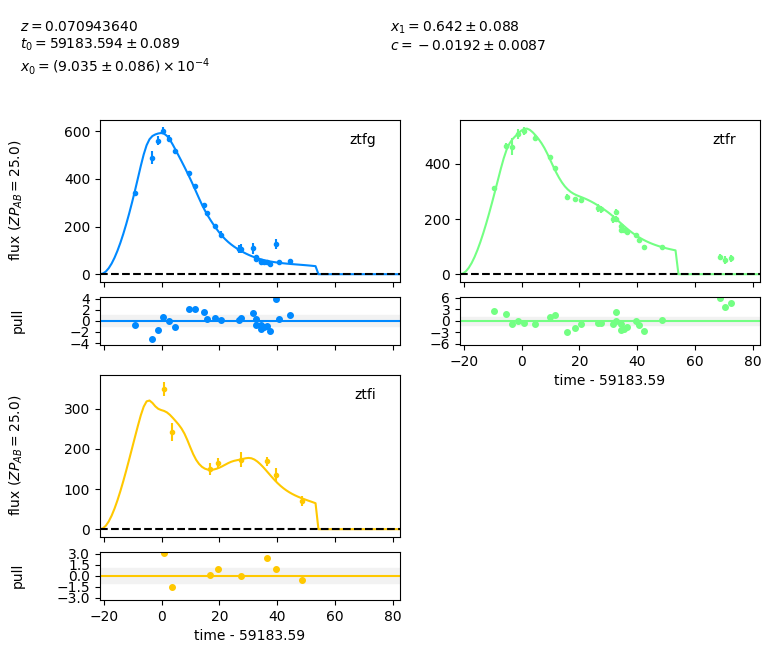 z = 0.070943640
t₀ = 59183.594 ± 0.089
x₀ = (9.035 ± 0.086) × 10⁻⁴
x₁ = 0.642 ± 0.088
c = −0.0192 ± 0.0087
ztfg
flux (ZP_AB = 25.0)
600
400
200
0
pull
4
2
0
−2
−4
ztfr
400
200
0
6
3
0
−3
−6
−20 0 20 40 60 80
time - 59183.59
ztfi
flux (ZP_AB = 25.0)
300
200
100
0
pull
3.0
1.5
0.0
−1.5
−3.0
−20 0 20 40 60 80
time - 59183.59